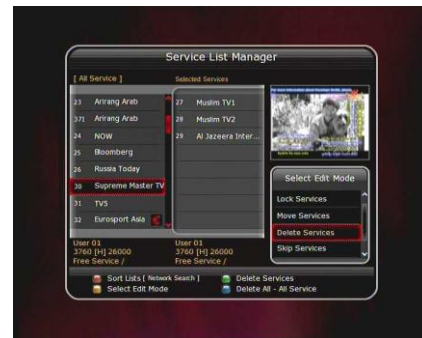 Service List Manager
[ All Service ]
Selected Services
23 Arirang Arab
371 Arirang Arab
24 NOW
25 Bloomberg
26 Russia Today
30 Supreme Master TV
31 TV5
32 Eurosport Asia
27 Muslim TV1
28 Muslim TV2
29 Al Jazeera Inter...
Select Edit Mode
Lock Services
Move Services
Delete Services
Skip Services
User 01
3760 [H] 26000
Free Service /
User 01
3760 [H] 26000
Free Service /
Sort Lists [ Network Search ]
Delete Services
Select Edit Mode
Delete All - All Service